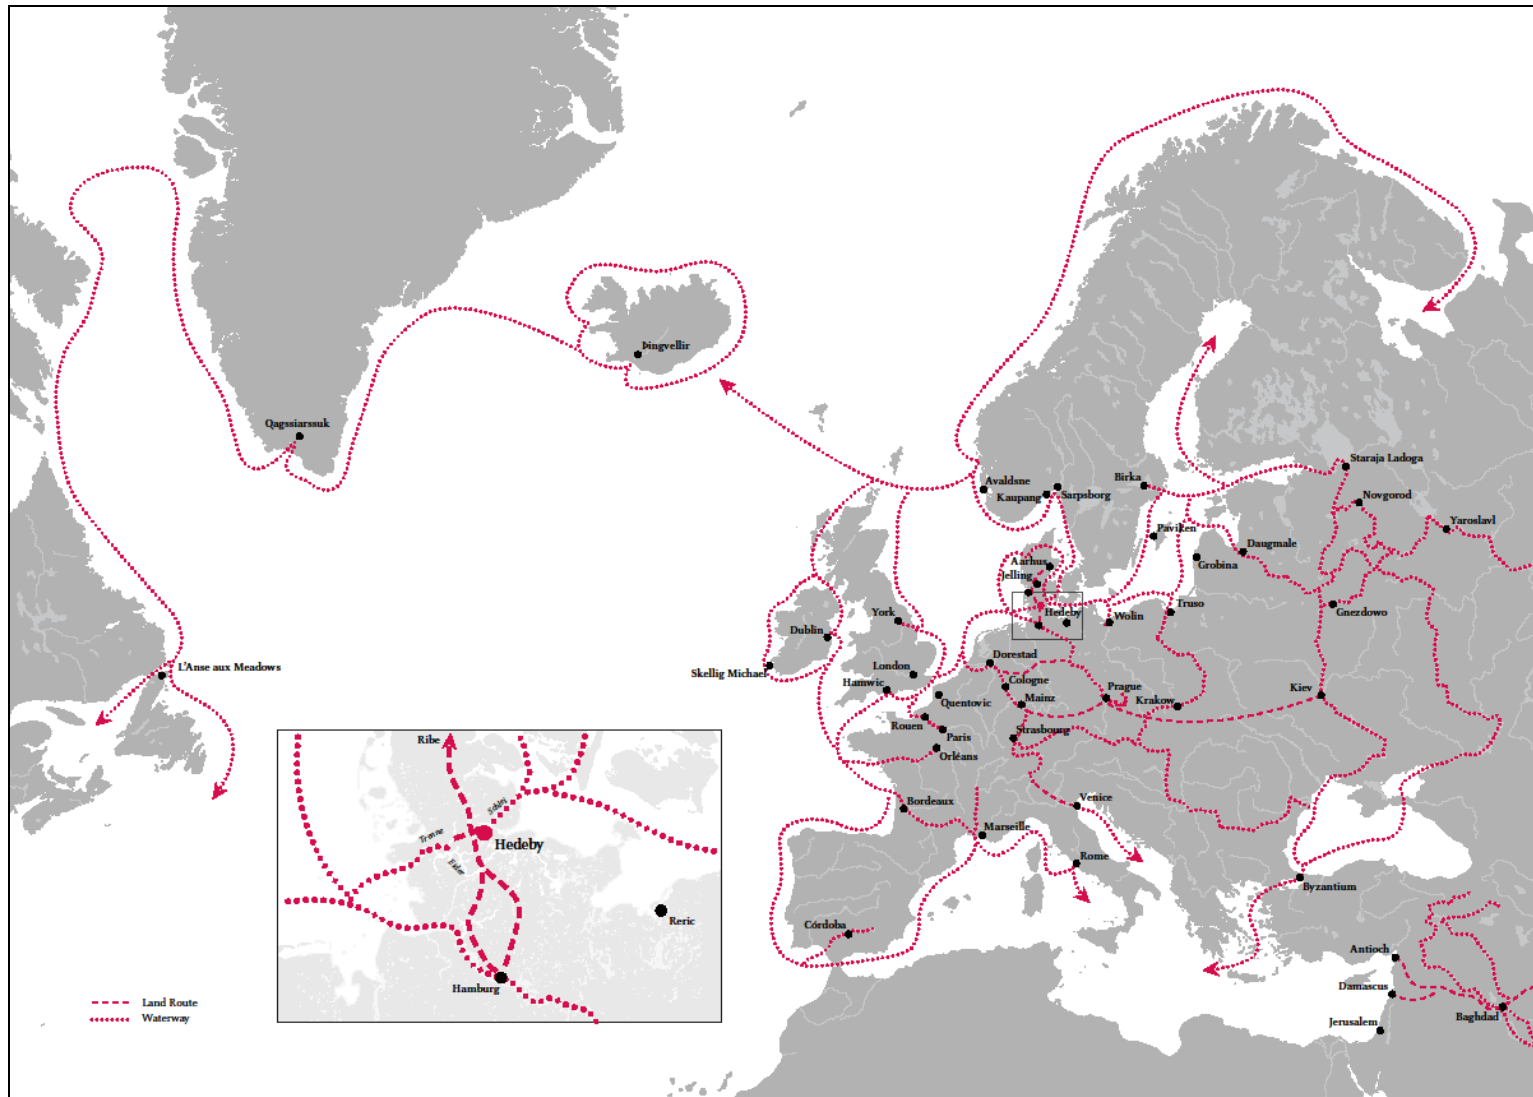 Þingvellir
Qagssiarssuk
Staraja Ladoga
Avaldsne
Birka
Kaupang
Sarpsborg
Novgorod
Yaroslavl
Paviken
Daugmale
Aarhus
Grobina
Jelling
York
Hedeby
Wolin
Truso
Gnezdowo
Dublin
L'Anse aux Meadows
Skellig Michael
London
Dorestad
Hamwic
Cologne
Quentovic
Mainz
Prague
Krakow
Kiev
Rouen
Paris
Strasbourg
Orléans
Bordeaux
Venice
Marseille
Rome
Byzantium
Córdoba
Antioch
Damascus
Baghdad
Jerusalem
Ribe
Schlei
Treene
Hedeby
Eider
Reric
Hamburg
Land Route
Waterway